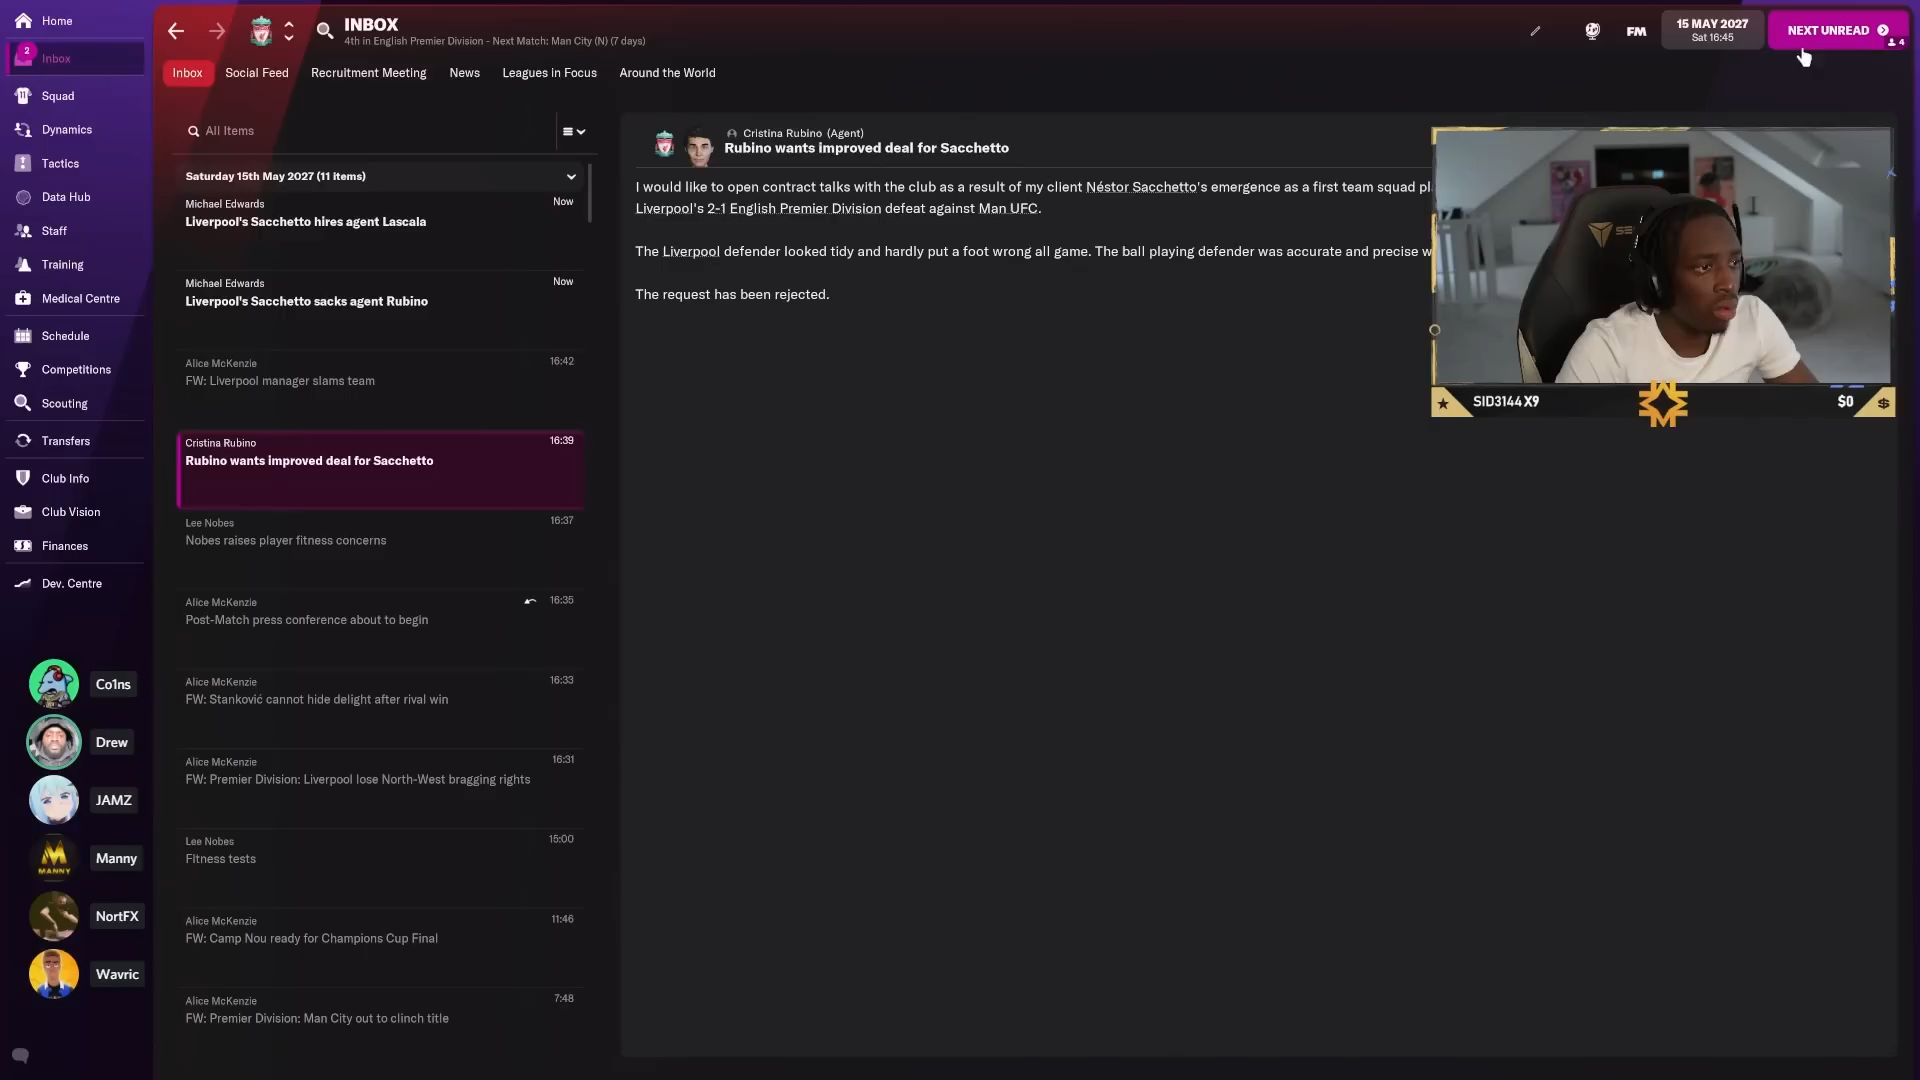 Home
2
Inbox
Squad
Dynamics
Tactics
Data Hub
Staff
Training
Medical Centre
Schedule
Competitions
Scouting
Transfers
Club Info
Club Vision
Finances
Dev. Centre
Co1ns
Drew
JAMZ
MANNY
Manny
NortFX
Wavric
INBOX
4th in English Premier Division - Next Match: Man City (N) (7 days)
FM
15 MAY 2027
Sat 16:45
NEXT UNREAD
4
Inbox
Social Feed
Recruitment Meeting
News
Leagues in Focus
Around the World
All Items
Saturday 15th May 2027 (11 items)
Michael Edwards
Now
Liverpool's Sacchetto hires agent Lascala
Michael Edwards
Now
Liverpool's Sacchetto sacks agent Rubino
Alice McKenzie
16:42
FW: Liverpool manager slams team
Cristina Rubino
16:39
Rubino wants improved deal for Sacchetto
Lee Nobes
16:37
Nobes raises player fitness concerns
Alice McKenzie
16:35
Post-Match press conference about to begin
Alice McKenzie
16:33
FW: Stanković cannot hide delight after rival win
Alice McKenzie
16:31
FW: Premier Division: Liverpool lose North-West bragging rights
Lee Nobes
15:00
Fitness tests
Alice McKenzie
11:46
FW: Camp Nou ready for Champions Cup Final
Alice McKenzie
7:48
FW: Premier Division: Man City out to clinch title
Cristina Rubino (Agent)
Rubino wants improved deal for Sacchetto
I would like to open contract talks with the club as a result of my client Néstor Sacchetto's emergence as a first team squad pl
Liverpool's 2-1 English Premier Division defeat against Man UFC.
The Liverpool defender looked tidy and hardly put a foot wrong all game. The ball playing defender was accurate and precise w
The request has been rejected.
SID3144 X9
$0